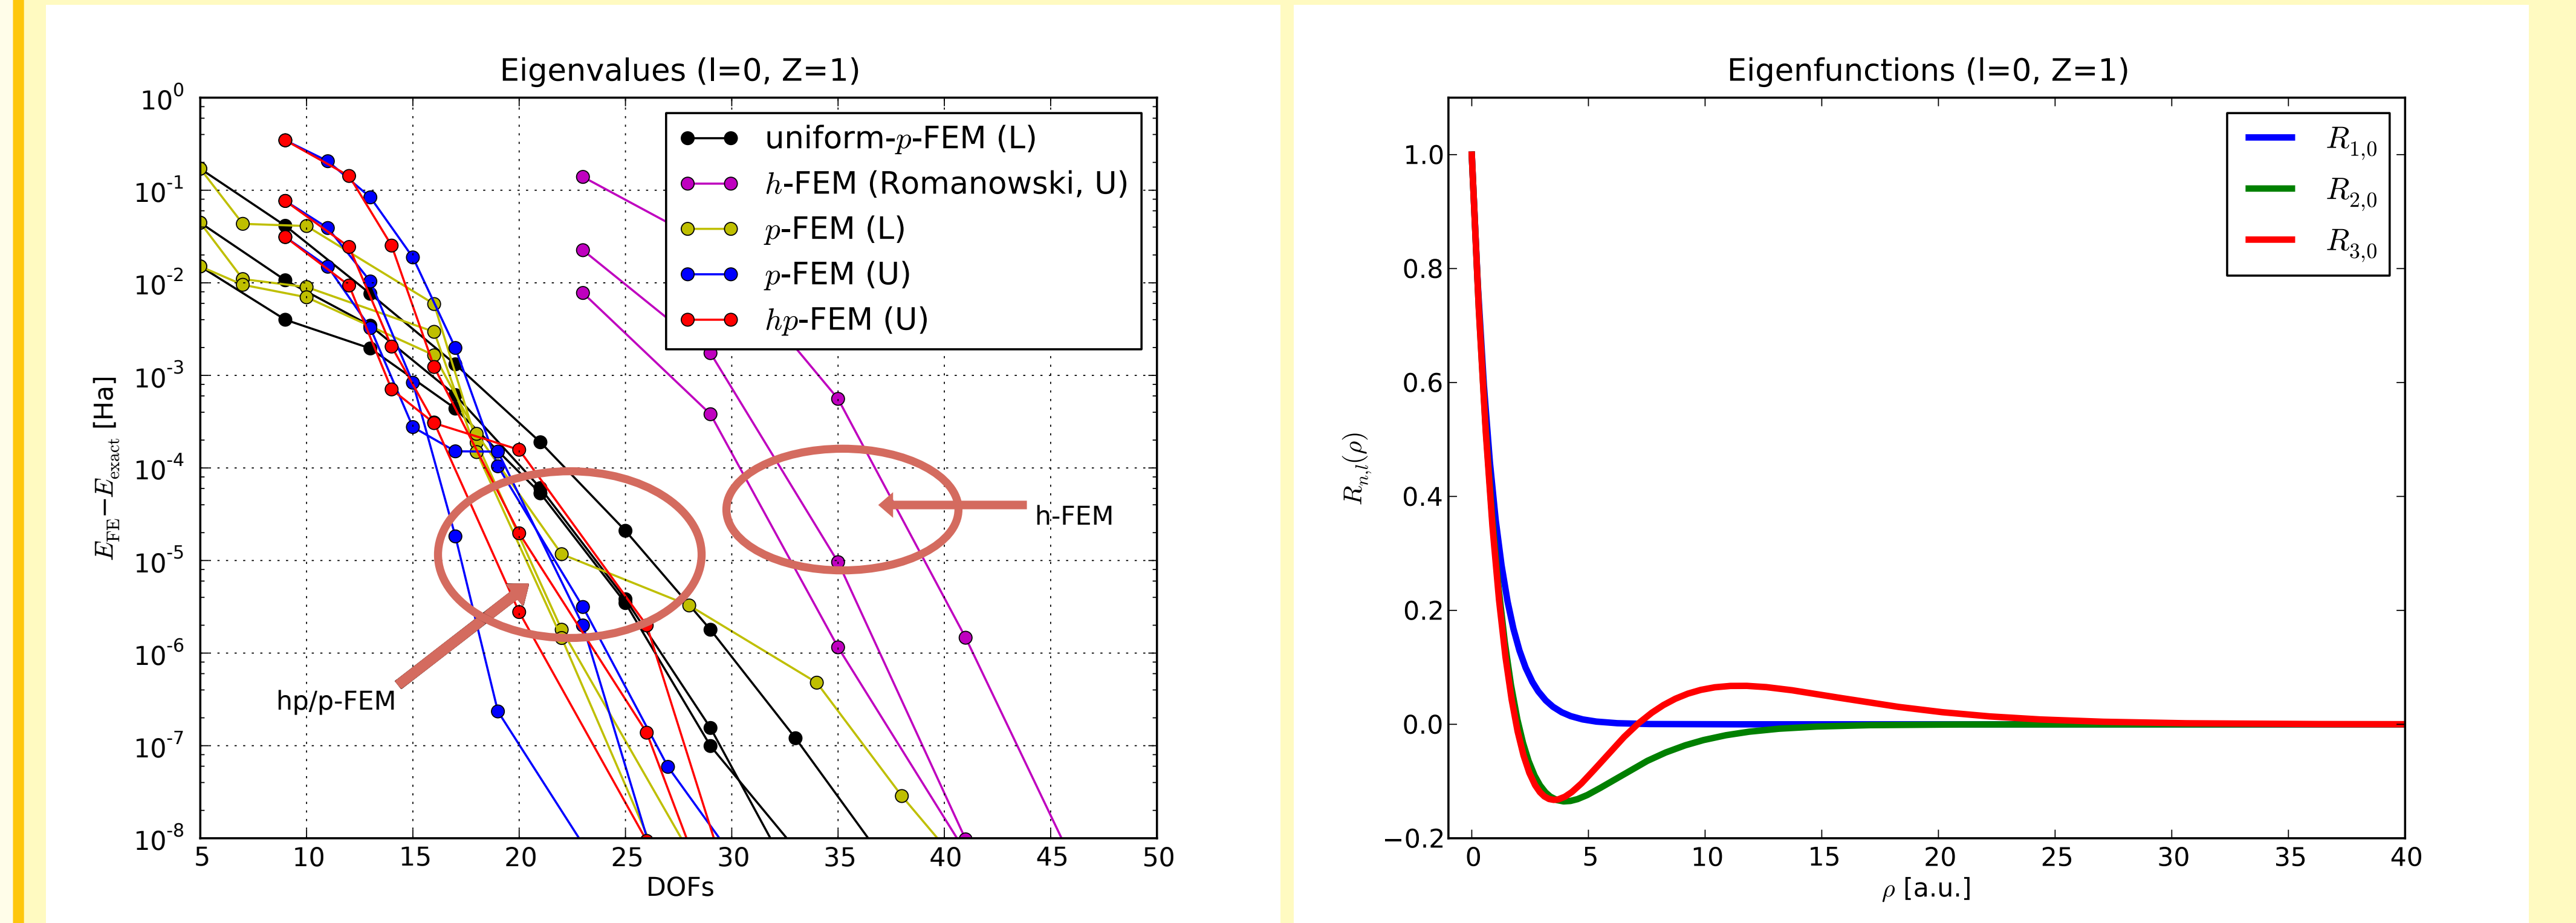 Eigenvalues (l=0, Z=1)
10^0
10^-1
10^-2
10^-3
10^-4
10^-5
10^-6
10^-7
10^-8
E_FE−E_exact [Ha]
uniform-p-FEM (L)
h-FEM (Romanowski, U)
p-FEM (L)
p-FEM (U)
hp-FEM (U)
h-FEM
hp/p-FEM
5 10 15 20 25 30 35 40 45 50
DOFs
Eigenfunctions (l=0, Z=1)
1.0
0.8
0.6
0.4
0.2
0.0
−0.2
R_n,l(ρ)
R_1,0
R_2,0
R_3,0
0 5 10 15 20 25 30 35 40
ρ [a.u.]